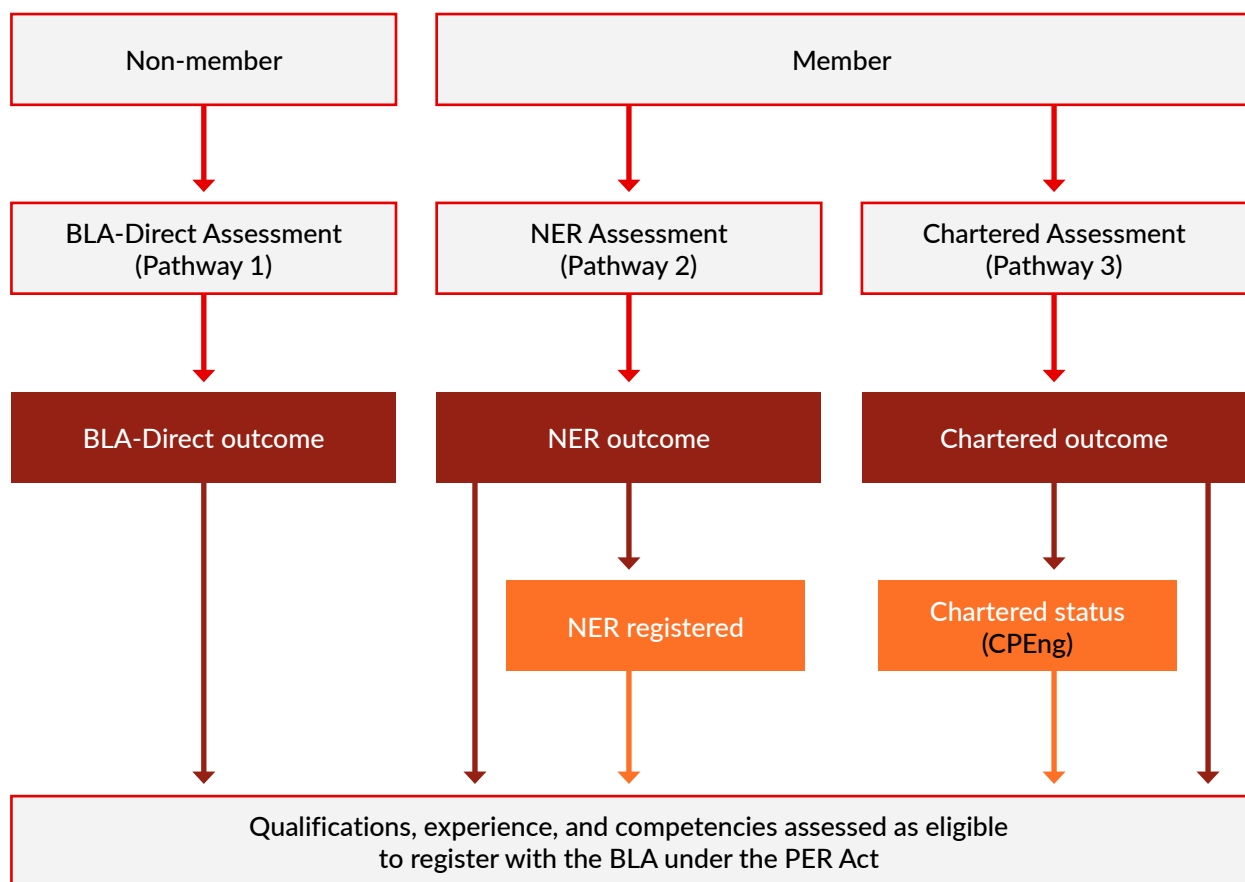 Non-member
Member
BLA-Direct Assessment
(Pathway 1)
NER Assessment
(Pathway 2)
Chartered Assessment
(Pathway 3)
BLA-Direct outcome
NER outcome
Chartered outcome
NER registered
Chartered status
(CPEng)
Qualifications, experience, and competencies assessed as eligible
to register with the BLA under the PER Act